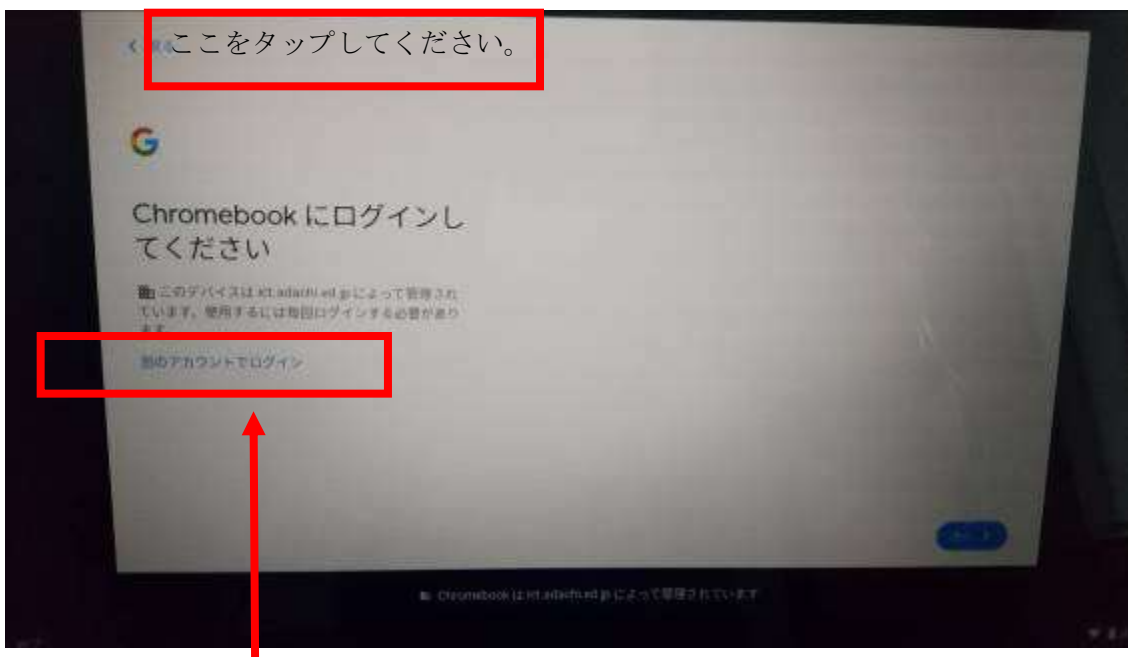 ここをタップしてください。
G
Chromebook にログインし
てください
このデバイスは ict.adachi.ed.jp によって管理され
ています。使用するには毎回ログインする必要があり
ます
別のアカウントでログイン
Chromebook は ict.adachi.ed.jp によって管理されています